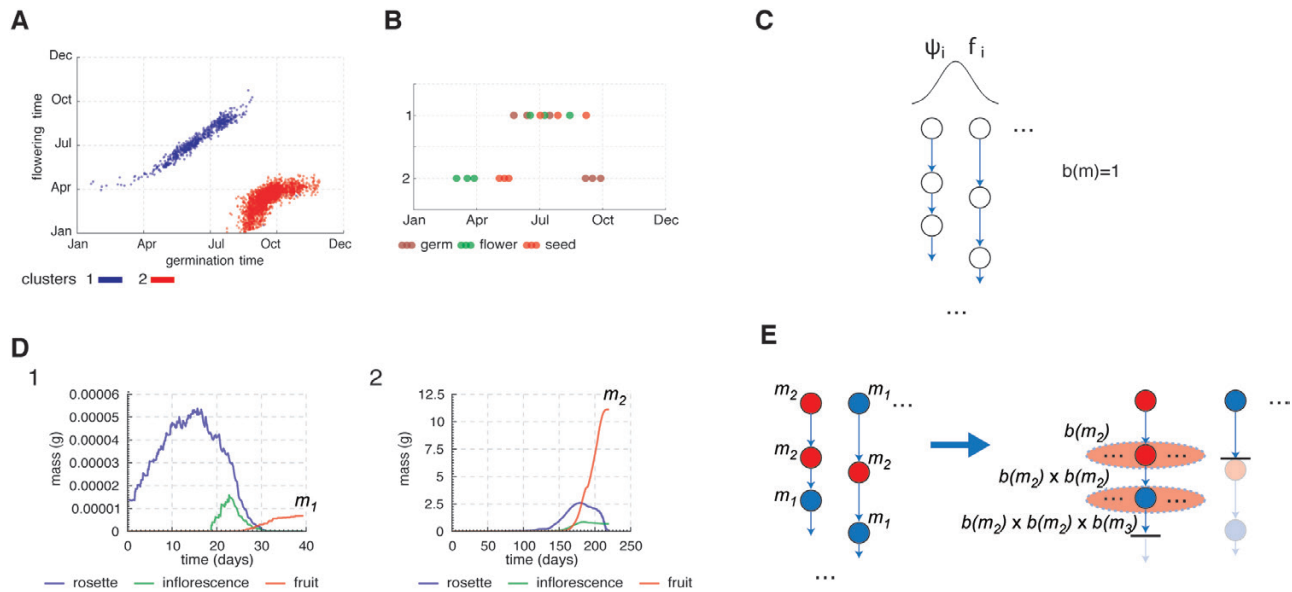 A
Dec
Oct
Jul
Apr
Jan
flowering time
Jan Apr Jul Oct Dec
germination time
clusters 1 2
B
1
2
Jan Apr Jul Oct Dec
germ flower seed
C
ψi f i
...
b(m)=1
...
D
1
0.00006
0.00005
0.00004
0.00003
0.00002
0.00001
0
mass (g)
m1
0 10 20 30 40
time (days)
rosette inflorescence fruit
2
12.5
10
7.5
5
2.5
0
mass (g)
m2
0 50 100 150 200 250
time (days)
rosette inflorescence fruit
E
m2 m1 ...
m2 m2
m1 m1
...
...
b(m2)
... ...
b(m2) x b(m2)
... ...
b(m2) x b(m2) x b(m3)